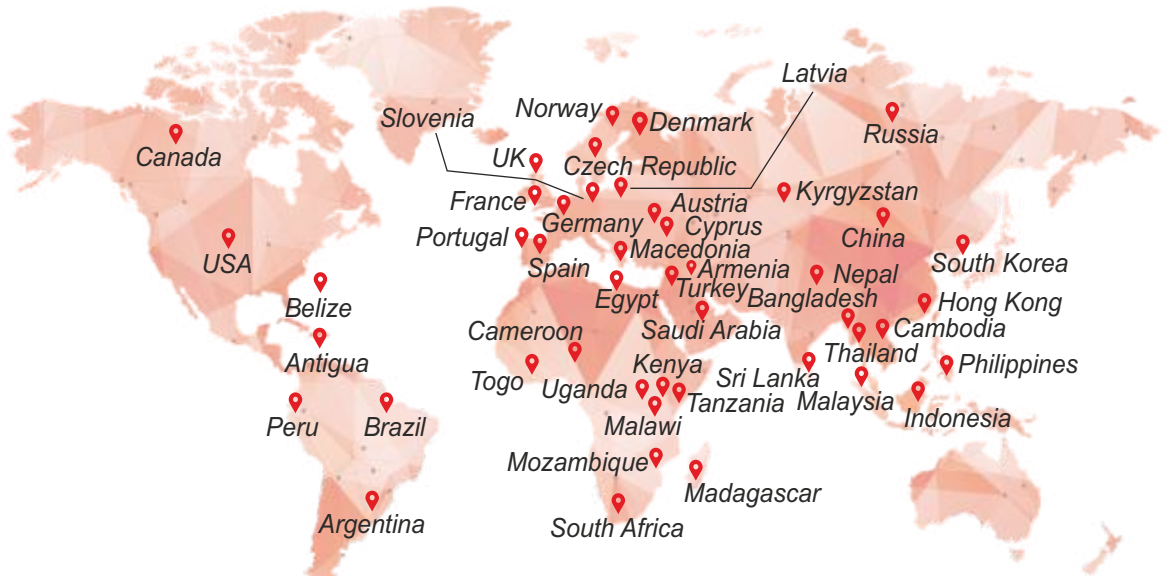 Latvia
Slovenia
Norway
Denmark
Russia
Canada
UK
Czech Republic
Kyrgyzstan
France
Germany
Austria
Cyprus
China
Portugal
Macedonia
South Korea
USA
Spain
Armenia
Nepal
Egypt
Turkey
Bangladesh
Hong Kong
Belize
Cameroon
Saudi Arabia
Cambodia
Antigua
Thailand
Togo
Kenya
Philippines
Uganda
Sri Lanka
Tanzania
Malaysia
Indonesia
Peru
Brazil
Malawi
Mozambique
Madagascar
Argentina
South Africa